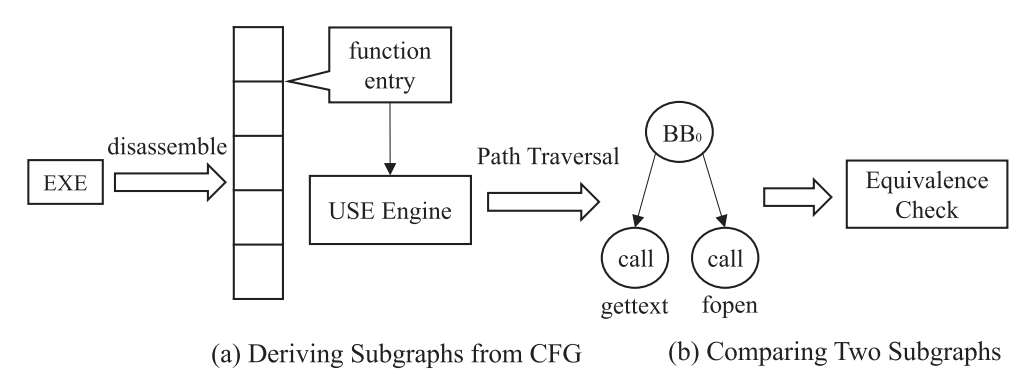 function
entry
disassemble
EXE
USE Engine
Path Traversal
BB₀
call
call
gettext
fopen
Equivalence
Check
(a) Deriving Subgraphs from CFG
(b) Comparing Two Subgraphs